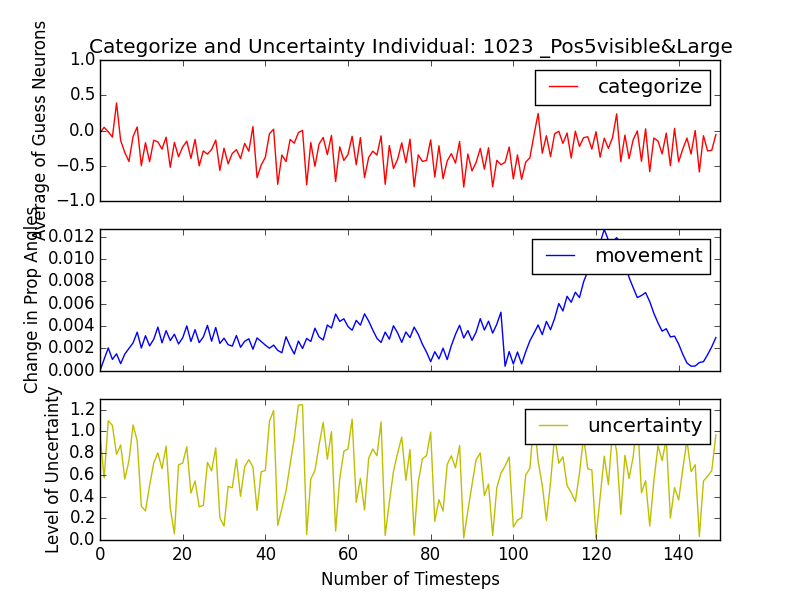 Categorize and Uncertainty Individual: 1023 _Pos5visible&Large
Average of Guess Neurons
1.0
0.5
0.0
−0.5
−1.0
categorize
Change in Prop Angles
0.012
0.010
0.008
0.006
0.004
0.002
0.000
movement
Level of Uncertainty
1.2
1.0
0.8
0.6
0.4
0.2
0.0
uncertainty
0 20 40 60 80 100 120 140
Number of Timesteps